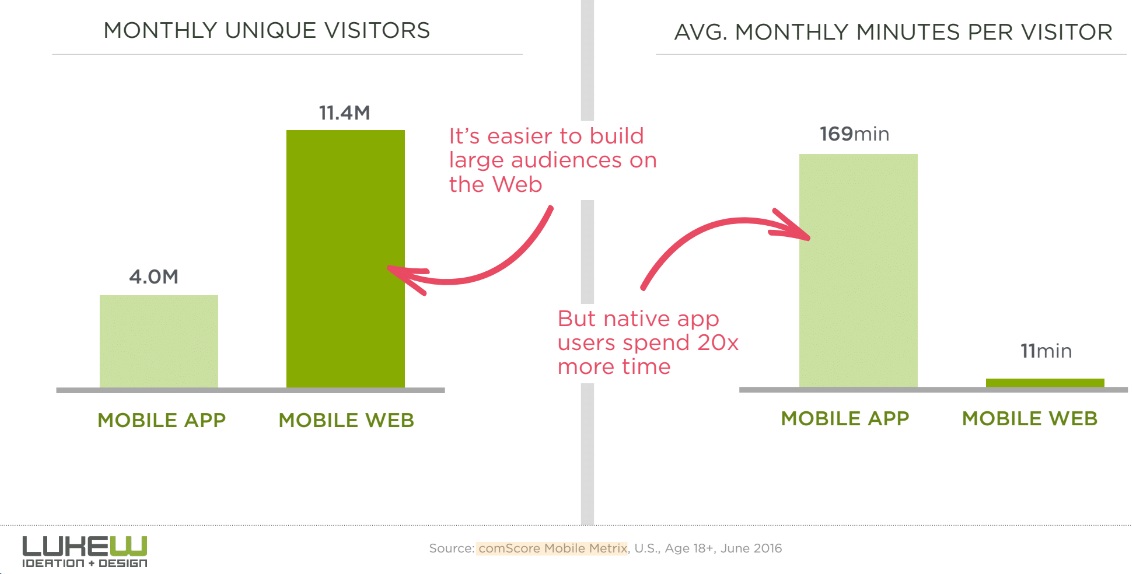 MONTHLY UNIQUE VISITORS
11.4M
4.0M
MOBILE APP
MOBILE WEB
It's easier to build
large audiences on
the Web
AVG. MONTHLY MINUTES PER VISITOR
169min
11min
MOBILE APP
MOBILE WEB
But native app
users spend 20x
more time
LUKEW
IDEATION + DESIGN
Source: comScore Mobile Metrix, U.S., Age 18+, June 2016